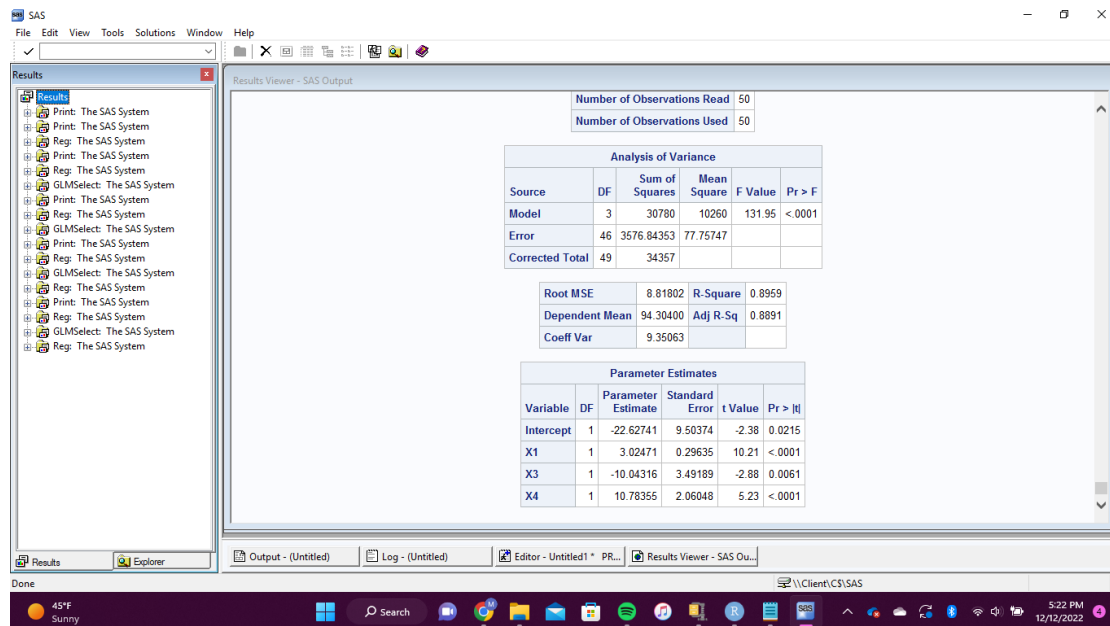 SAS
File Edit View Tools Solutions Window Help
Results
Results Viewer - SAS Output
Results
Print: The SAS System
Print: The SAS System
Reg: The SAS System
Print: The SAS System
Reg: The SAS System
GLMSelect: The SAS System
Print: The SAS System
Reg: The SAS System
GLMSelect: The SAS System
Print: The SAS System
Reg: The SAS System
GLMSelect: The SAS System
Reg: The SAS System
Print: The SAS System
Reg: The SAS System
GLMSelect: The SAS System
Reg: The SAS System
Number of Observations Read 50
Number of Observations Used 50
Analysis of Variance
Source DF Sum of Squares Mean Square F Value Pr > F
Model 3 30780 10260 131.95 <.0001
Error 46 3576.84353 77.75747
Corrected Total 49 34357
Root MSE 8.81802 R-Square 0.8959
Dependent Mean 94.30400 Adj R-Sq 0.8891
Coeff Var 9.35063
Parameter Estimates
Variable DF Parameter Estimate Standard Error t Value Pr > |t|
Intercept 1 -22.62741 9.50374 -2.38 0.0215
X1 1 3.02471 0.29635 10.21 <.0001
X3 1 -10.04316 3.49189 -2.88 0.0061
X4 1 10.78355 2.06048 5.23 <.0001
Results Explorer
Output - (Untitled) Log - (Untitled) Editor - Untitled1 * PR... Results Viewer - SAS Ou...
Done \\Client\C$\SAS
45°F
Sunny
Search
M
R
sas
5:22 PM
12/12/2022
4